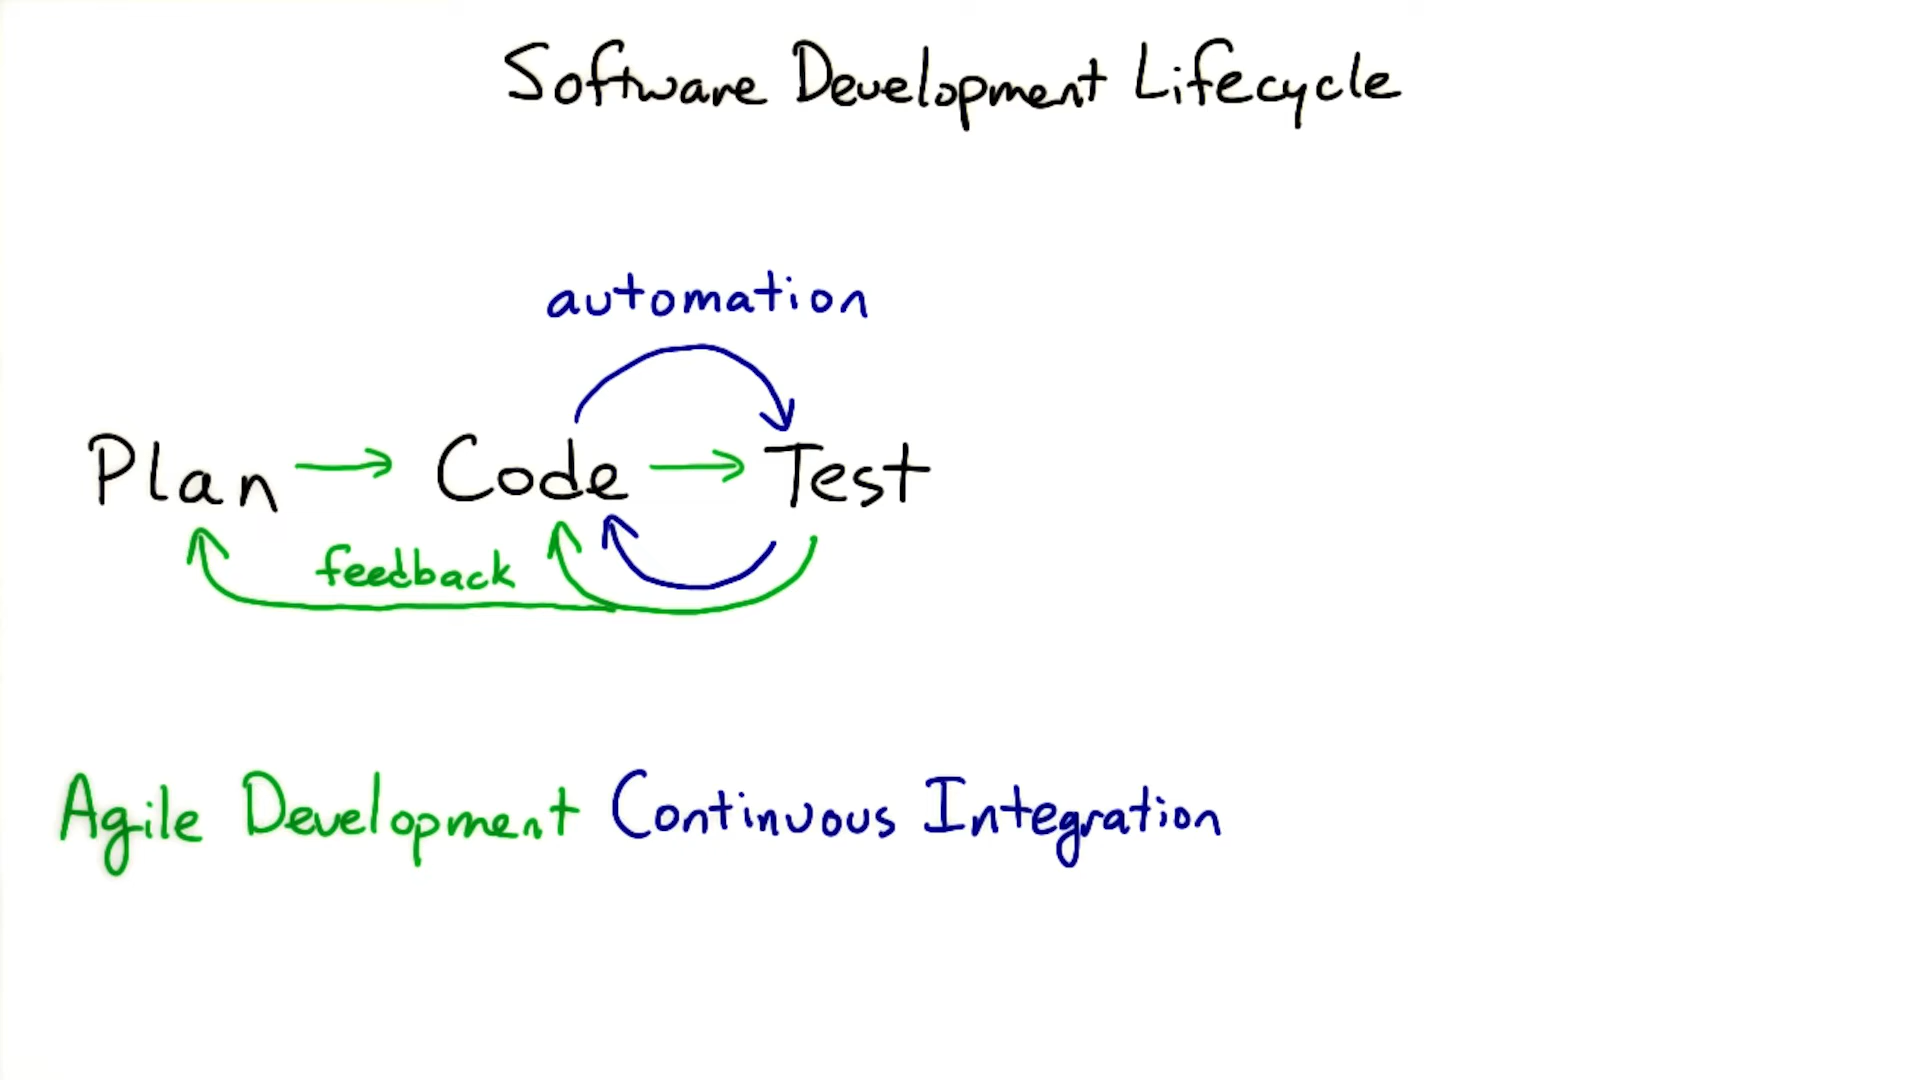 Software Development Lifecycle
automation
Plan → Code → Test
feedback
Agile Development Continuous Integration